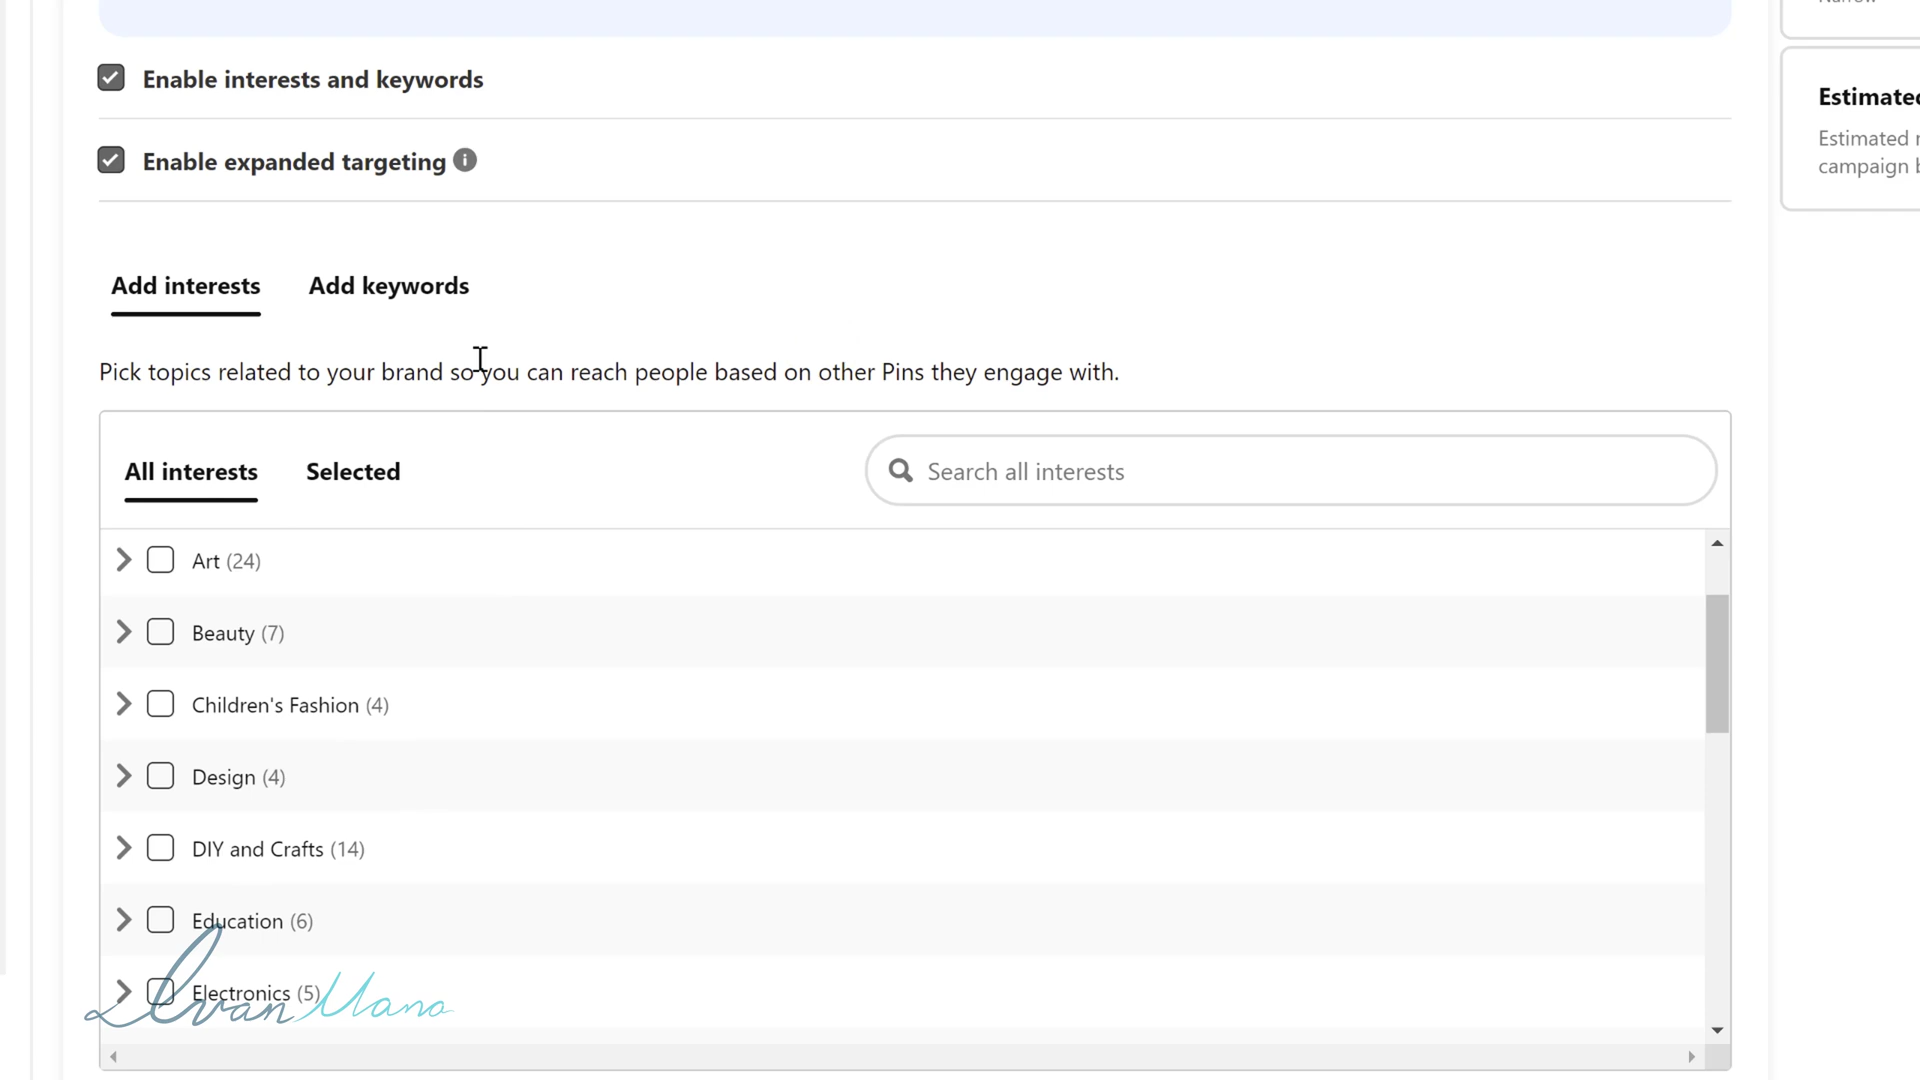 Enable interests and keywords
Estimated
Enable expanded targeting
Estimated
campaign
Add interests Add keywords
Pick topics related to your brand so you can reach people based on other Pins they engage with.
All interests Selected Search all interests
Art (24)
Beauty (7)
Children's Fashion (4)
Design (4)
DIY and Crafts (14)
Education (6)
Electronics (5)
Ivan Mana